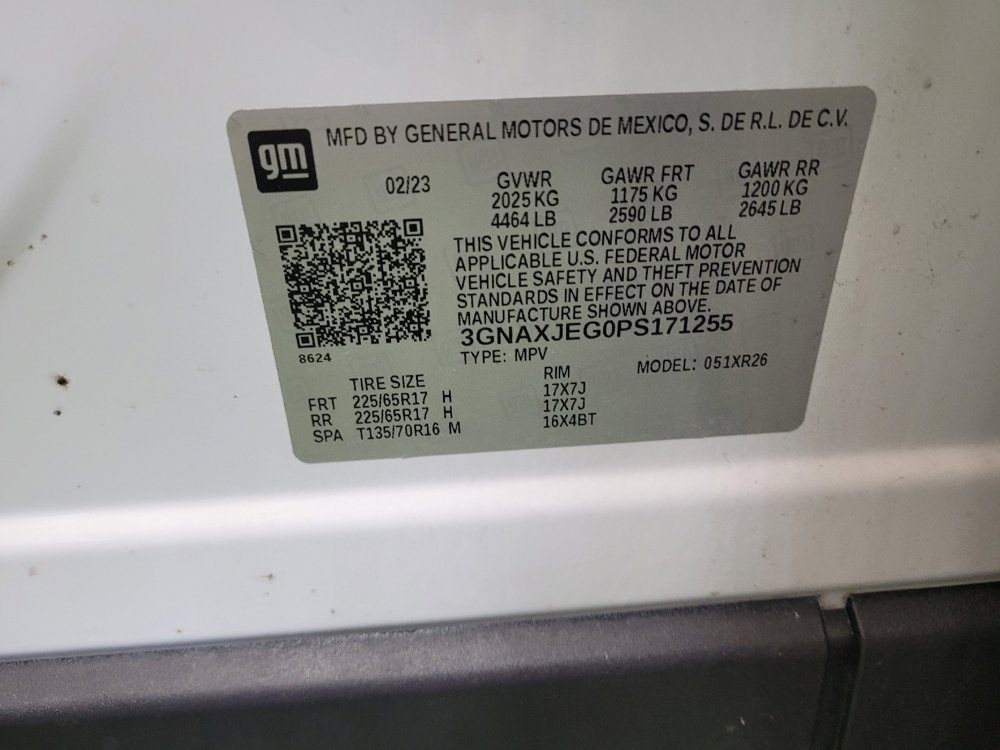 gm
MFD BY GENERAL MOTORS DE MEXICO, S. DE R.L. DE C.V.
02/23
GVWR GAWR FRT GAWR RR
2025 KG 1175 KG 1200 KG
4464 LB 2590 LB 2645 LB
THIS VEHICLE CONFORMS TO ALL
APPLICABLE U.S. FEDERAL MOTOR
VEHICLE SAFETY AND THEFT PREVENTION
STANDARDS IN EFFECT ON THE DATE OF
MANUFACTURE SHOWN ABOVE.
3GNAXJEG0PS171255
8624
TYPE: MPV MODEL: 051XR26
TIRE SIZE RIM
FRT 225/65R17 H 17X7J
RR 225/65R17 H 17X7J
SPA T135/70R16 M 16X4BT